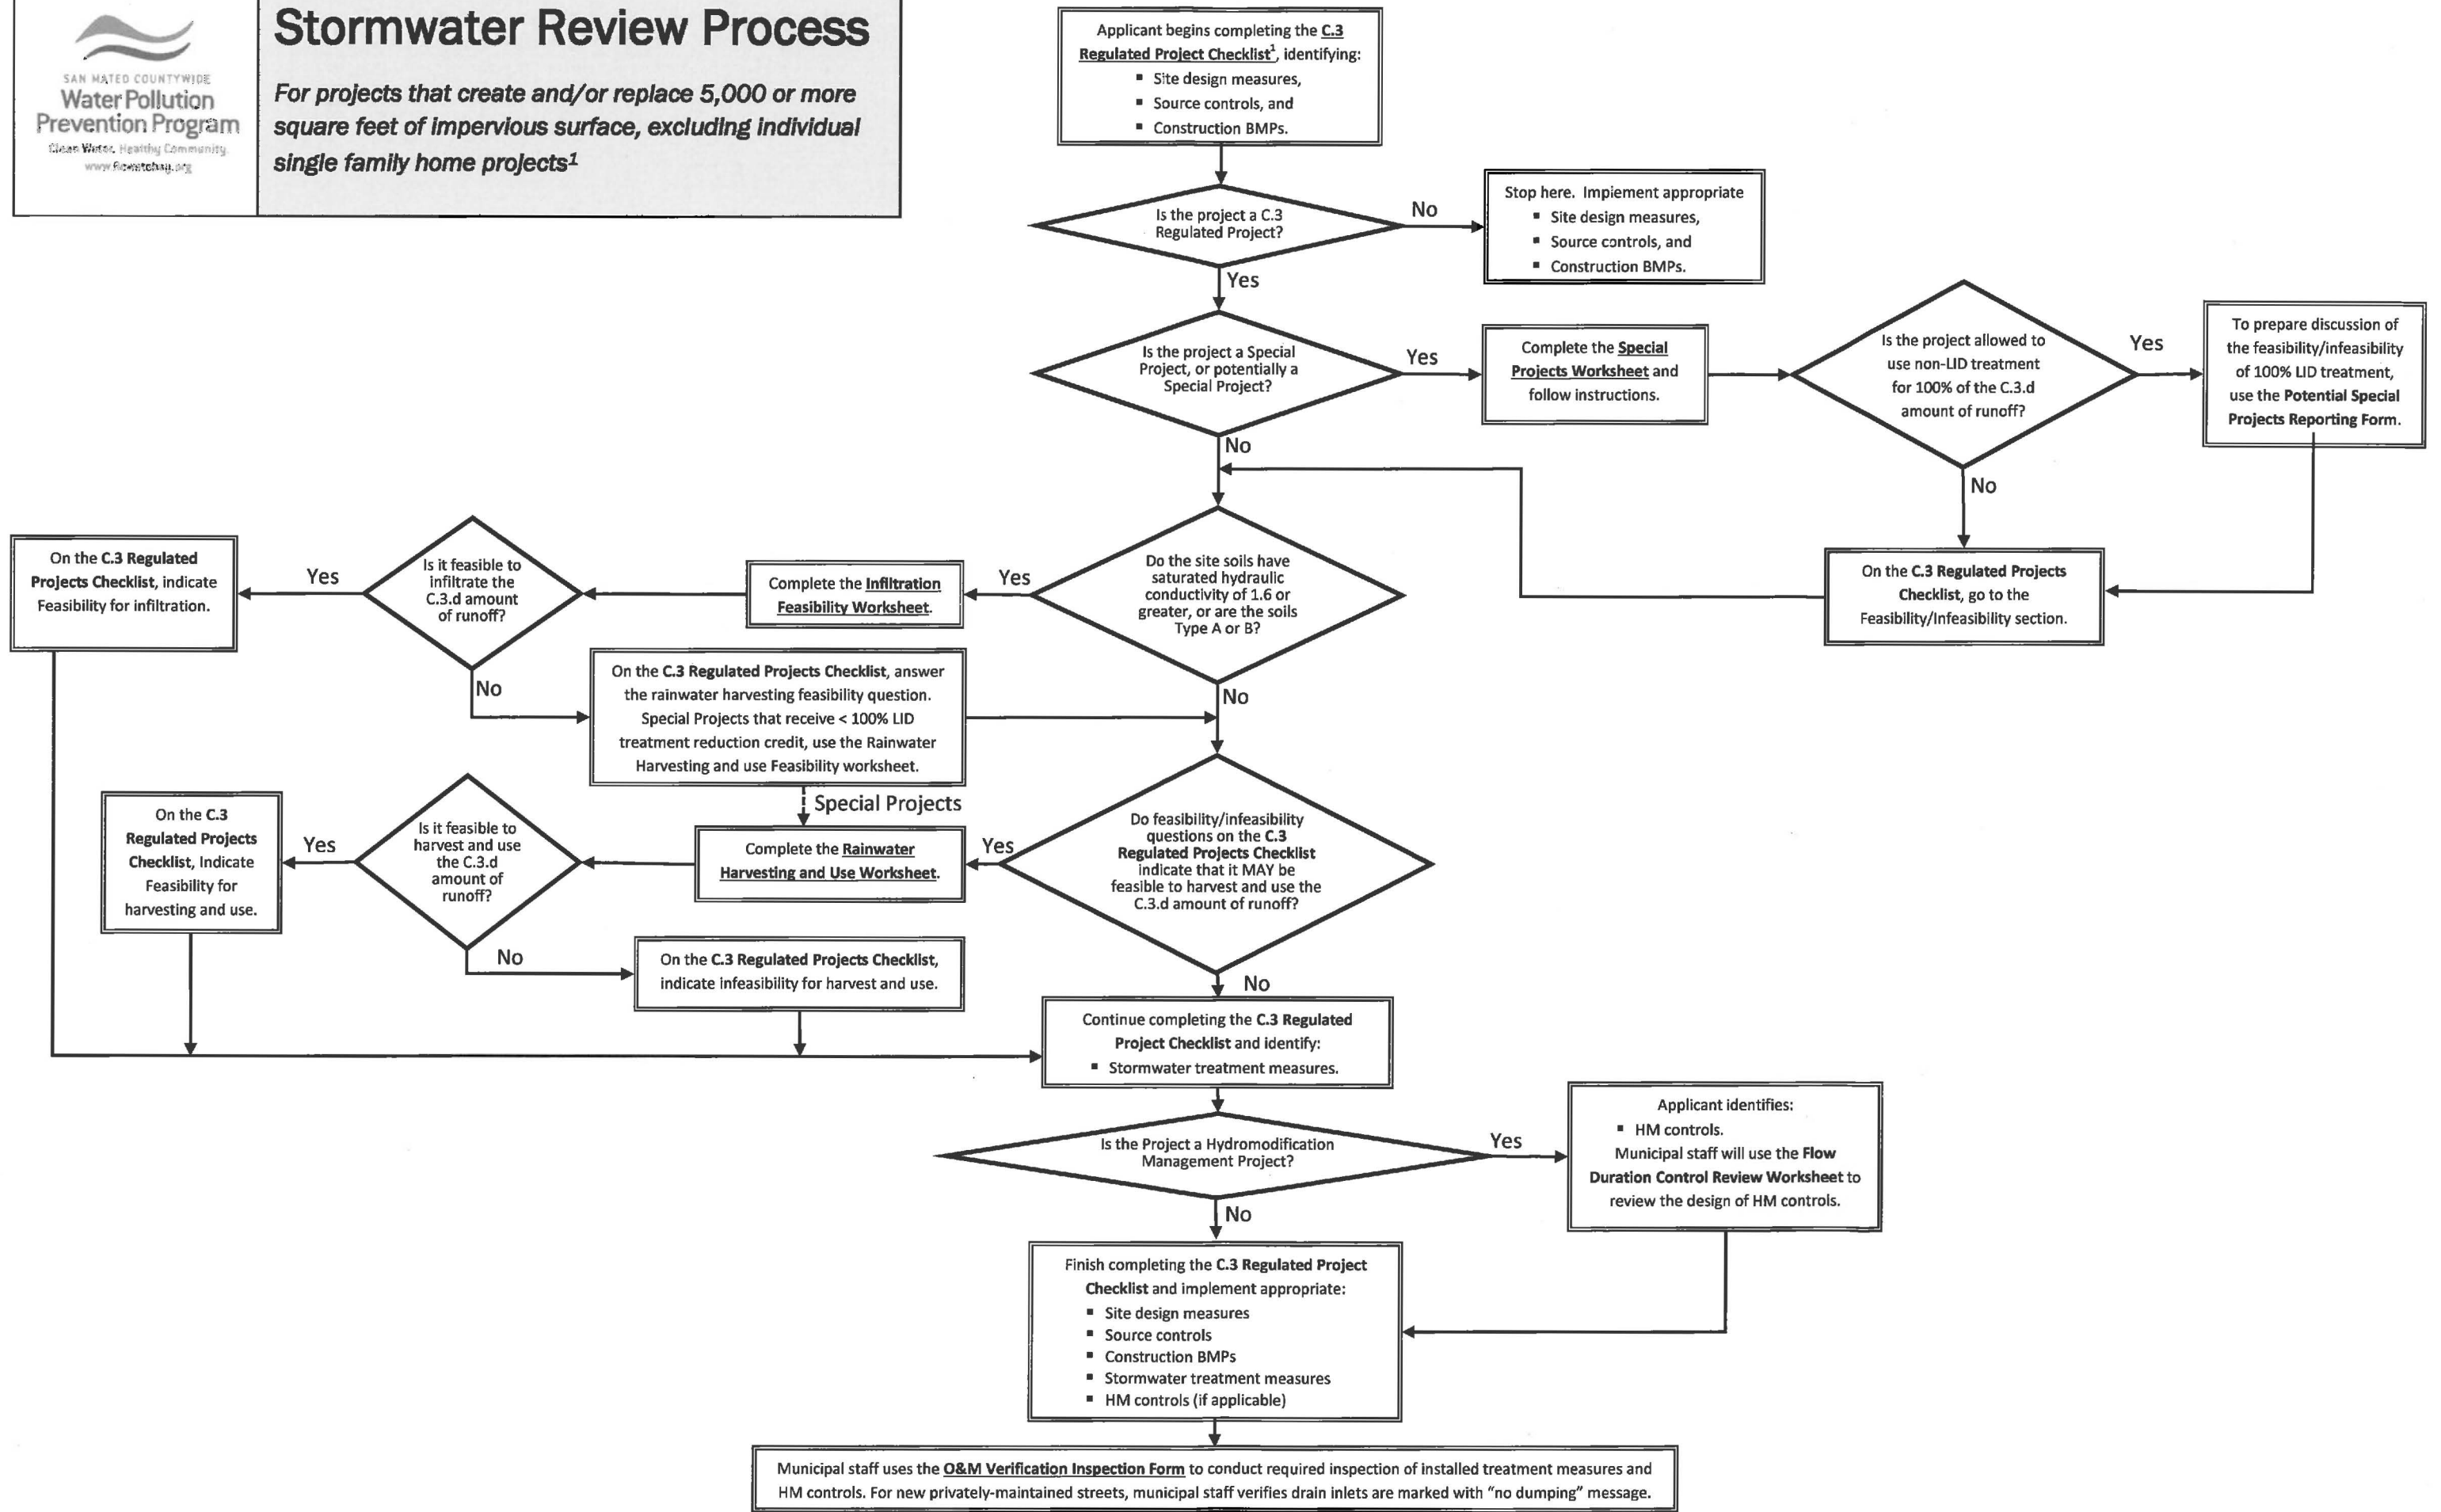 SAN MATEO COUNTYWIDE
Water Pollution
Prevention Program
Clean Water. Healthy Community.
Stormwater Review Process
For projects that create and/or replace 5,000 or more
square feet of impervious surface, excluding individual
single family home projects¹
Applicant begins completing the C.3
Regulated Project Checklist¹, identifying:
▪ Site design measures,
▪ Source controls, and
▪ Construction BMPs.
Is the project a C.3
Regulated Project?
No
Stop here. Implement appropriate
▪ Site design measures,
▪ Source controls, and
▪ Construction BMPs.
Yes
Is the project a Special
Project, or potentially a
Special Project?
Yes
Complete the Special
Projects Worksheet and
follow instructions.
Is the project allowed to
use non-LID treatment
for 100% of the C.3.d
amount of runoff?
Yes
To prepare discussion of
the feasibility/infeasibility
of 100% LID treatment,
use the Potential Special
Projects Reporting Form.
No
No
On the C.3 Regulated Projects
Checklist, go to the
Feasibility/Infeasibility section.
Do the site soils have
saturated hydraulic
conductivity of 1.6 or
greater, or are the soils
Type A or B?
Yes
Complete the Infiltration
Feasibility Worksheet.
Is it feasible to
infiltrate the
C.3.d amount
of runoff?
Yes
On the C.3 Regulated
Projects Checklist, indicate
Feasibility for infiltration.
No
On the C.3 Regulated Projects Checklist, answer
the rainwater harvesting feasibility question.
Special Projects that receive < 100% LID
treatment reduction credit, use the Rainwater
Harvesting and use Feasibility worksheet.
No
Special Projects
Do feasibility/infeasibility
questions on the C.3
Regulated Projects Checklist
indicate that it MAY be
feasible to harvest and use the
C.3.d amount of runoff?
Yes
Complete the Rainwater
Harvesting and Use Worksheet.
Is it feasible to
harvest and use
the C.3.d
amount of
runoff?
Yes
On the C.3
Regulated Projects
Checklist, Indicate
Feasibility for
harvesting and use.
No
On the C.3 Regulated Projects Checklist,
indicate infeasibility for harvest and use.
No
Continue completing the C.3 Regulated
Project Checklist and identify:
▪ Stormwater treatment measures.
Is the Project a Hydromodification
Management Project?
Yes
Applicant identifies:
▪ HM controls.
Municipal staff will use the Flow
Duration Control Review Worksheet to
review the design of HM controls.
No
Finish completing the C.3 Regulated Project
Checklist and implement appropriate:
▪ Site design measures
▪ Source controls
▪ Construction BMPs
▪ Stormwater treatment measures
▪ HM controls (if applicable)
Municipal staff uses the O&M Verification Inspection Form to conduct required inspection of installed treatment measures and
HM controls. For new privately-maintained streets, municipal staff verifies drain inlets are marked with "no dumping" message.